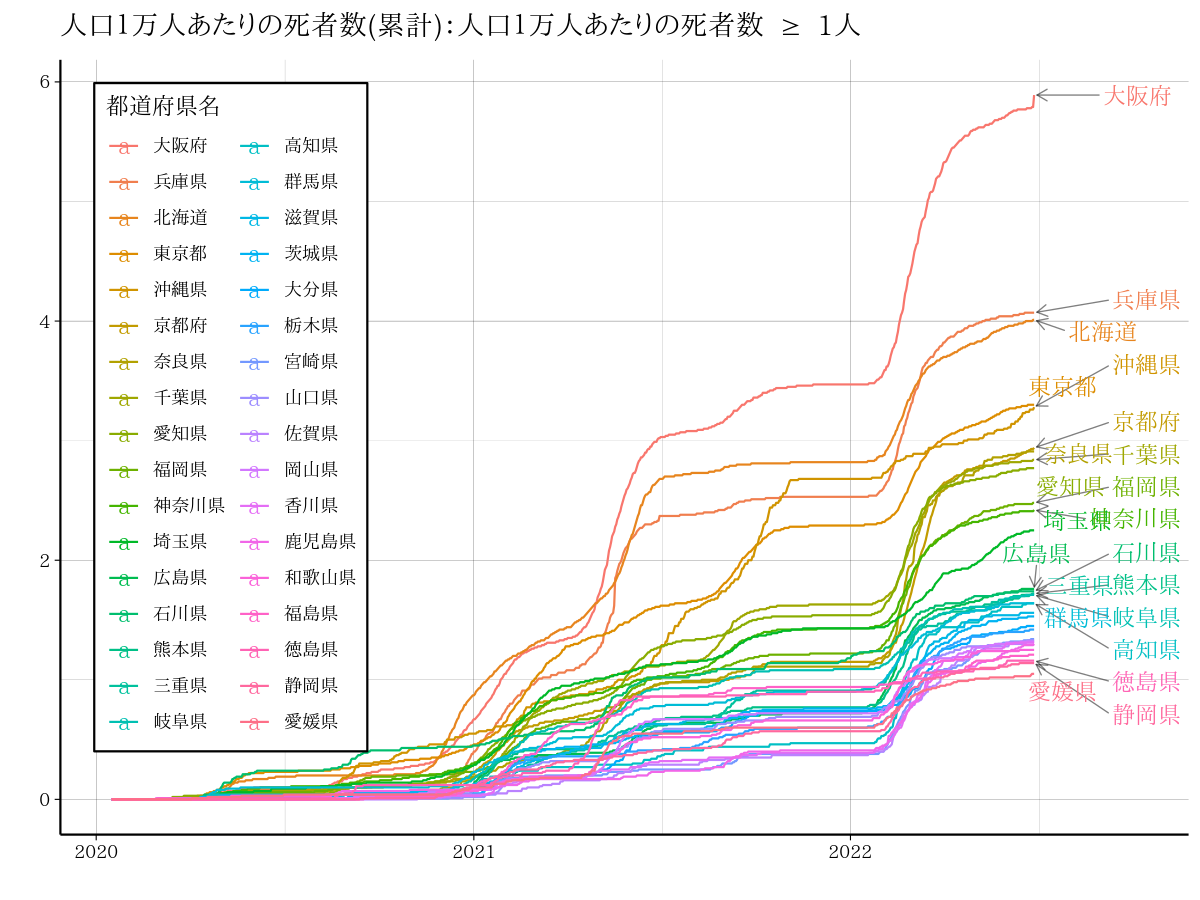 人口1万人あたりの死者数(累計): 人口1万人あたりの死者数 ≥ 1人
都道府県名
a 大阪府 a 高知県
a 兵庫県 a 群馬県
a 北海道 a 滋賀県
a 東京都 a 茨城県
a 沖縄県 a 大分県
a 京都府 a 栃木県
a 奈良県 a 宮崎県
a 千葉県 a 山口県
a 愛知県 a 佐賀県
a 福岡県 a 岡山県
a 神奈川県 a 香川県
a 埼玉県 a 鹿児島県
a 広島県 a 和歌山県
a 石川県 a 福島県
a 熊本県 a 徳島県
a 三重県 a 静岡県
a 岐阜県 a 愛媛県
6
4
2
0
2020 2021 2022
大阪府
兵庫県
北海道
沖縄県
東京都
京都府
奈良県 千葉県
愛知県 福岡県
埼玉県 神奈川県
広島県 石川県
三重県 熊本県
群馬県 岐阜県
高知県
徳島県
愛媛県
静岡県